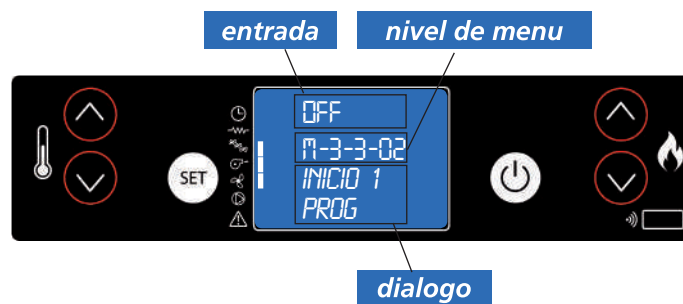 entrada
nivel de menu
OFF
M-3-3-02
INICIO 1
PROG
SET
dialogo